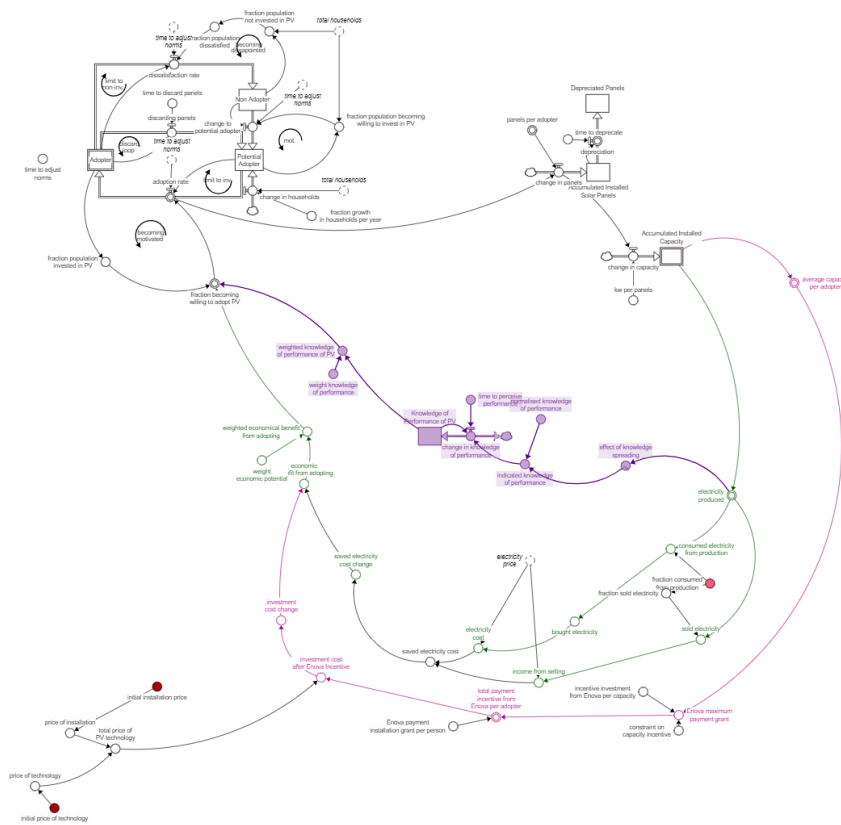 fraction population
not invested in PV
total households
time to adjust
norms
fraction population
dissatisfied
becoming
disappointed
dissatisfaction rate
limit to
non-inv.
time to discard panels
Non Adopter
time to adjust
norms
discarding panels
change to
potential adopter
fraction population becoming
willing to invest in PV
discard
loop
time to adjust
norms
mot.
Adopter
Potential
Adopter
time to adjust
norms
adoption rate
limit to inv.
total households
change in households
fraction growth
in households per year
becoming
motivated
fraction population
invested in PV
fraction becoming
willing to adopt PV
Depreciated Panels
panels per adopter
time to deprecate
depreciation
change in panels
Accumulated Installed
Solar Panels
Accumulated Installed
Capacity
change in capacity
kw per panels
average capac
per adopter
weighted knowledge
of performance of PV
weight knowledge
of performance
Knowledge of
Performance of PV
time to perceive
performance
normalised knowledge
of performance
change in knowledge
of performance
indicated knowledge
of performance
effect of knowledge
spreading
weighted economical benefit
from adopting
weight
economic potential
economic
fit from adopting
electricity
produced
saved electricity
cost change
electricity
price
consumed electricity
from production
fraction consumed
from production
fraction sold electricity
investment
cost change
electricity
cost
bought electricity
sold electricity
saved electricity cost
income from selling
investment cost
after Enova Incentive
total payment
incentive from
Enova per adopter
incentive investment
from Enova per capacity
Enova maximum
payment grant
Enova payment
installation grant per person
constraint on
capacity incentive
initial installation price
price of installation
total price of
PV technology
price of technology
initial price of technology